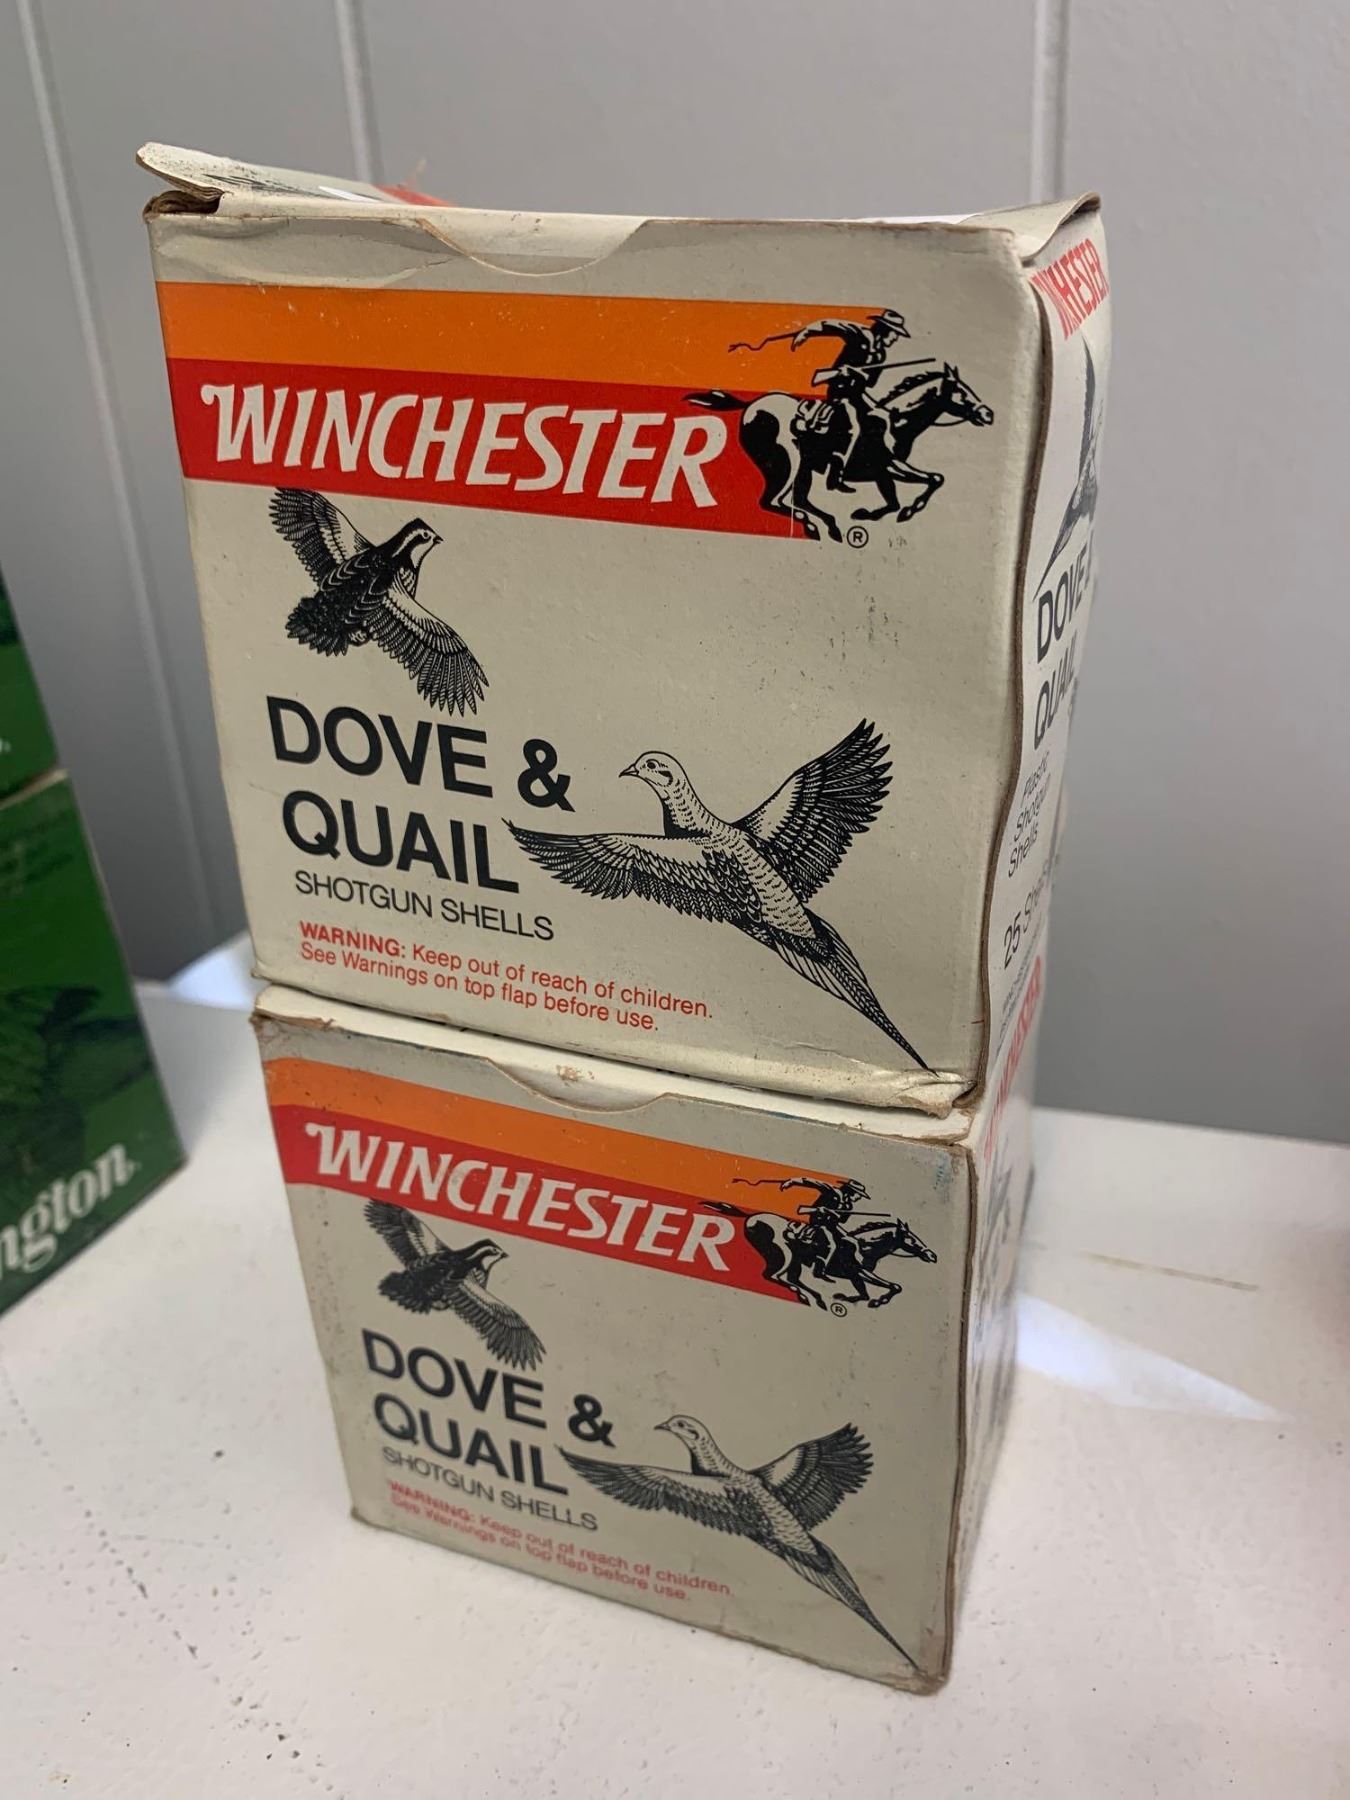 WINCHESTER
®
DOVE &
QUAIL
SHOTGUN SHELLS
WARNING: Keep out of reach of children.
See Warnings on top flap before use.
DOVE
QUAIL
Plastic
Shotgun
Shells
25 Shells
WINCHESTER
®
DOVE &
QUAIL
SHOTGUN SHELLS
WARNING: Keep out of reach of children.
See Warnings on top flap before use.
ngton